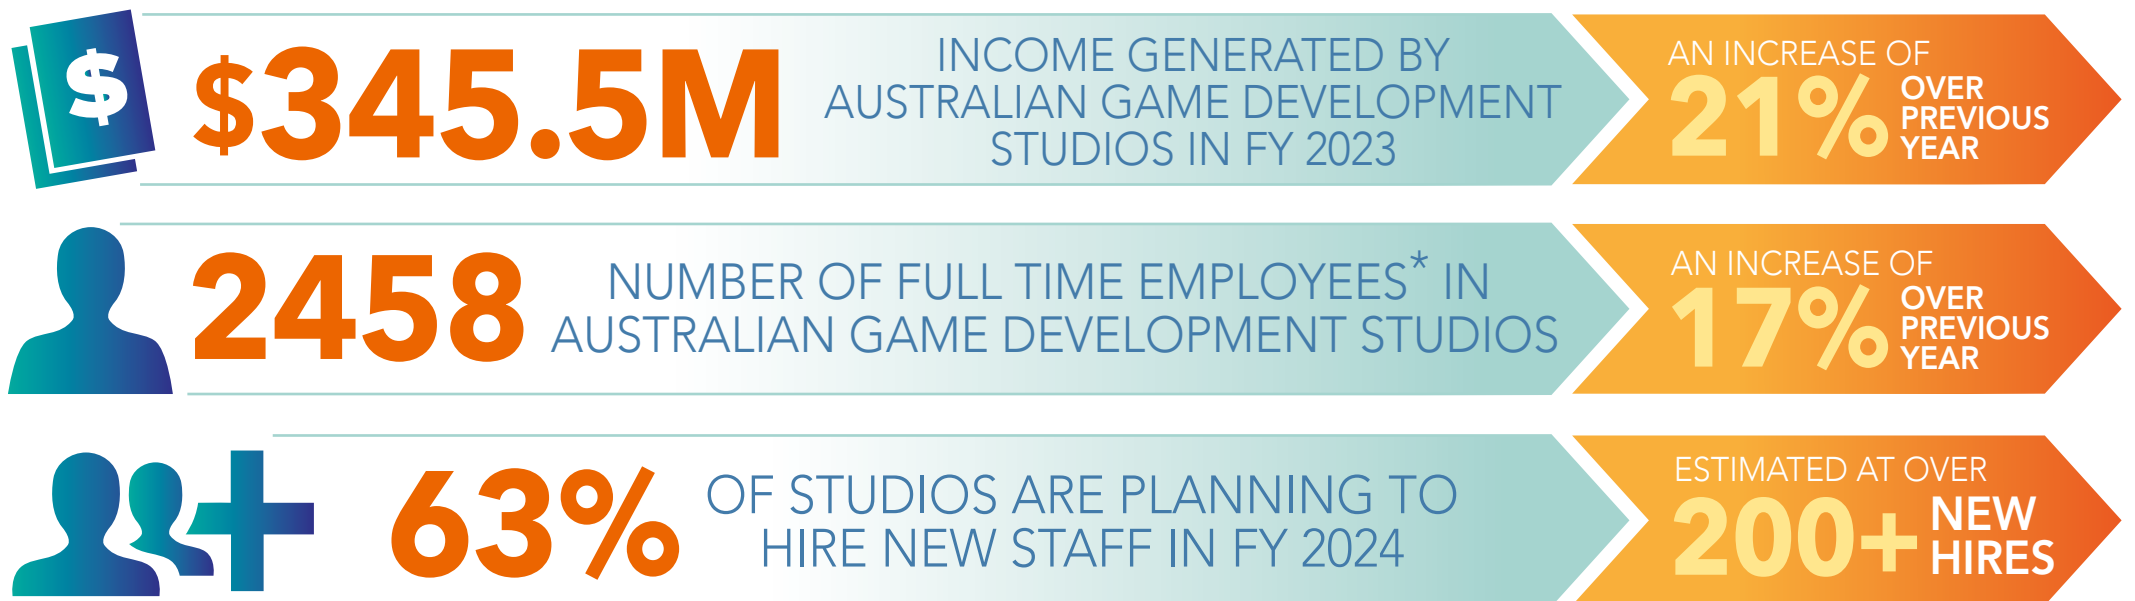 $
$345.5M
INCOME GENERATED BY
AUSTRALIAN GAME DEVELOPMENT
STUDIOS IN FY 2023
AN INCREASE OF
21%
OVER
PREVIOUS
YEAR
2458
NUMBER OF FULL TIME EMPLOYEES* IN
AUSTRALIAN GAME DEVELOPMENT STUDIOS
AN INCREASE OF
17%
OVER
PREVIOUS
YEAR
63%
OF STUDIOS ARE PLANNING TO
HIRE NEW STAFF IN FY 2024
ESTIMATED AT OVER
200+
NEW
HIRES